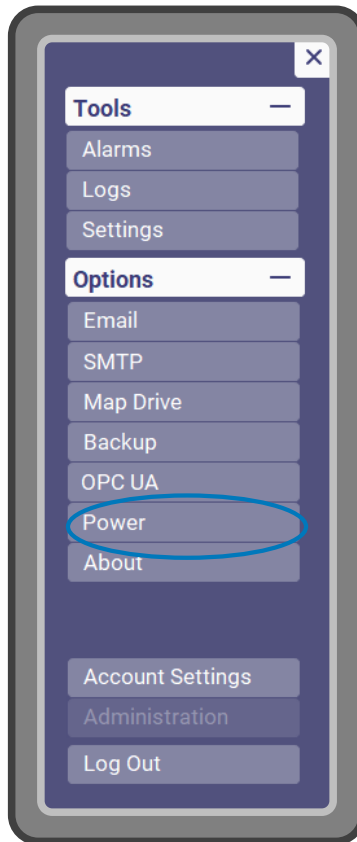 Tools
Alarms
Logs
Settings
Options
Email
SMTP
Map Drive
Backup
OPC UA
Power
About
Account Settings
Administration
Log Out